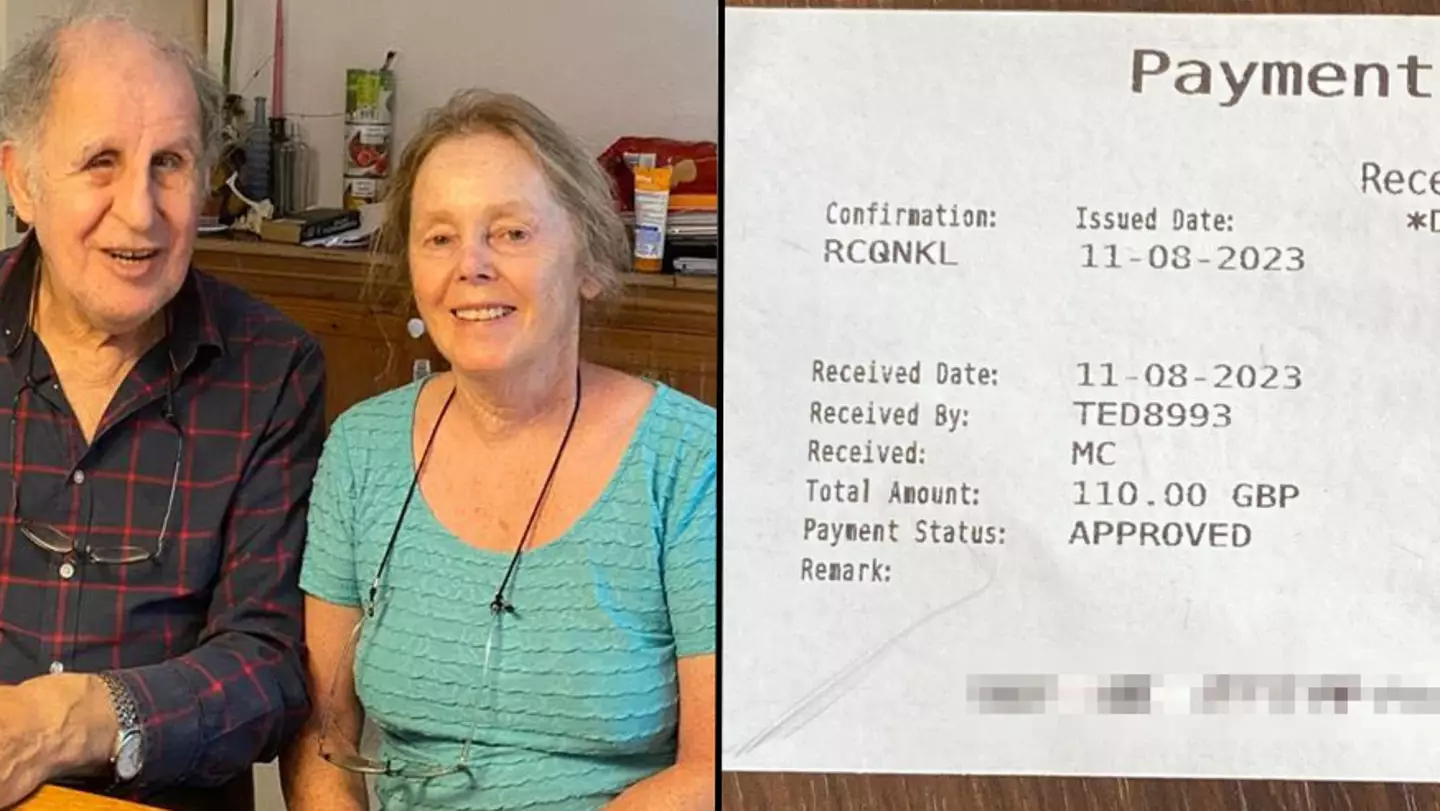 Payment
Rece
Confirmation: Issued Date: *D
RCQNKL 11-08-2023
Received Date: 11-08-2023
Received By: TED8993
Received: MC
Total Amount: 110.00 GBP
Payment Status: APPROVED
Remark: